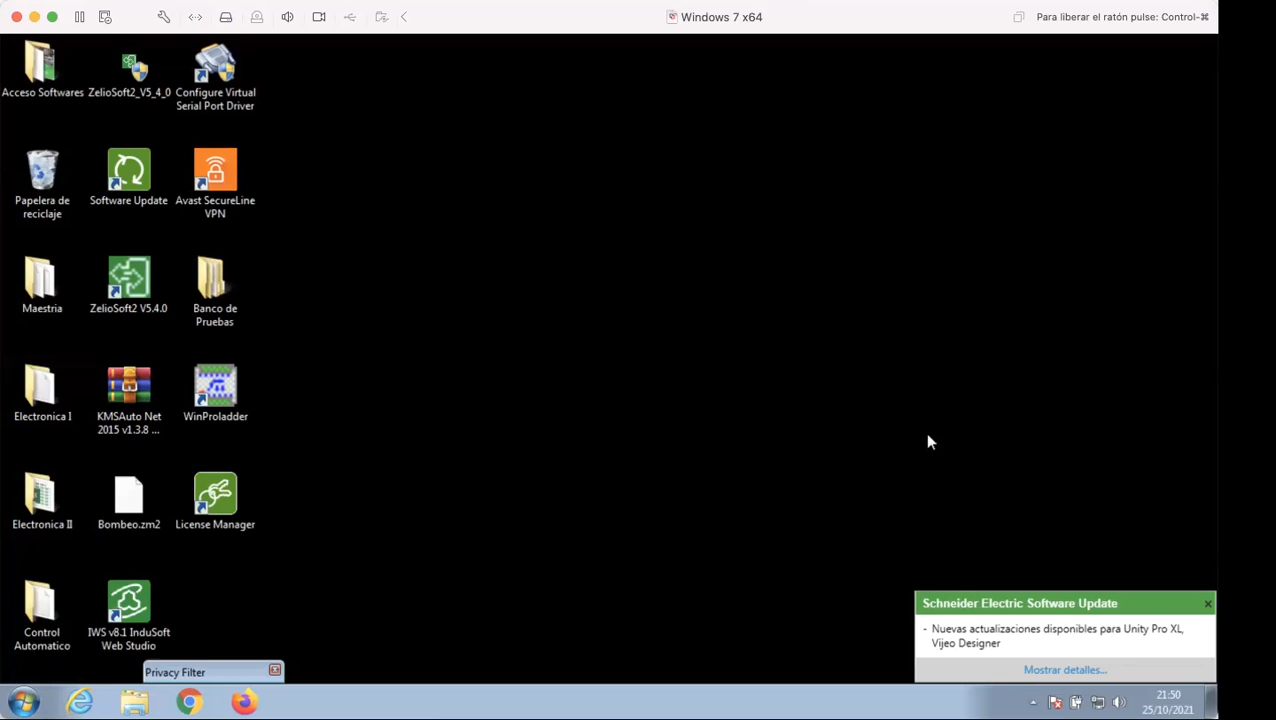 Windows 7 x64
Para liberar el ratón pulse: Control-⌘
Acceso Softwares
ZelioSoft2_V5_4_0
Configure Virtual
Serial Port Driver
Papelera de
reciclaje
Software Update
Avast SecureLine
VPN
Maestria
ZelioSoft2 V5.4.0
Banco de
Pruebas
Electronica I
KMSAuto Net
2015 v1.3.8 ...
WinProladder
Electronica II
Bombeo.zm2
License Manager
Control
Automatico
IWS v8.1 InduSoft
Web Studio
Privacy Filter
Schneider Electric Software Update
- Nuevas actualizaciones disponibles para Unity Pro XL,
Vijeo Designer
Mostrar detalles...
21:50
25/10/2021